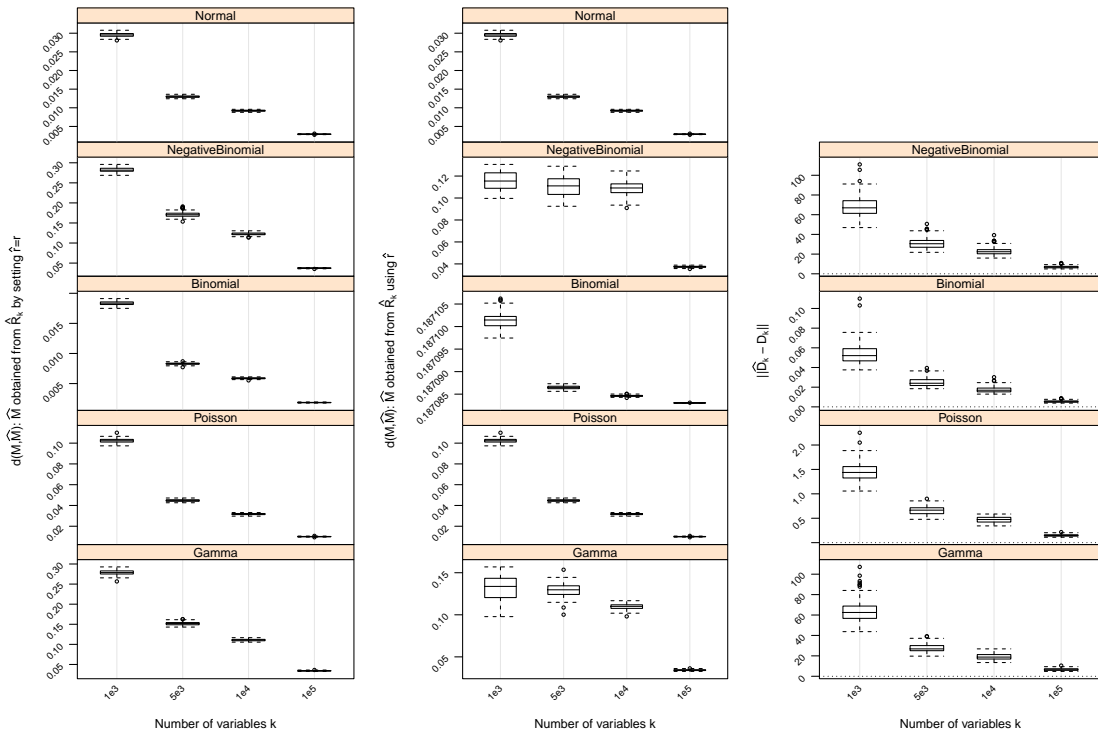 Normal
0.005
0.010
0.015
0.020
0.025
0.030
NegativeBinomial
0.05
0.15
0.20
0.25
0.30
Binomial
0.005
0.010
0.015
Poisson
0.02
0.04
0.06
0.08
0.10
Gamma
0.05
0.10
0.15
0.20
0.25
0.30
1e3
5e3
1e4
1e5
Number of variables k
d(M,M̂): M̂ obtained from R̂ₖ by setting r̂=r
Normal
0.005
0.010
0.015
0.020
0.025
0.030
NegativeBinomial
0.04
0.06
0.08
0.10
0.12
Binomial
0.187085
0.187090
0.187095
0.187100
0.187105
Poisson
0.02
0.04
0.06
0.08
0.10
Gamma
0.05
0.10
0.15
1e3
5e3
1e4
1e5
Number of variables k
d(M,M̂): M̂ obtained from R̂ₖ using r̂
NegativeBinomial
0
20
40
60
80
100
Binomial
0.00
0.02
0.04
0.06
0.08
0.10
Poisson
0.5
1.0
1.5
2.0
Gamma
0
20
40
60
80
100
1e3
5e3
1e4
1e5
Number of variables k
||D̂ₖ − Dₖ||